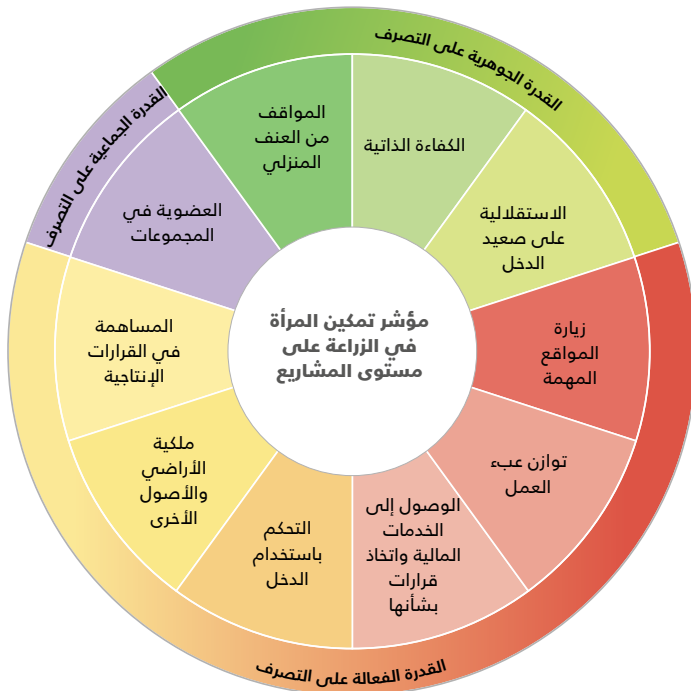 القدرة الجوهرية على التصرف
القدرة الجماعية على التصرف
المواقف
من العنف
المنزلي
الكفاءة الذاتية
الاستقلالية
على صعيد
الدخل
العضوية في
المجموعات
مؤشر تمكين المرأة
في الزراعة على
مستوى المشاريع
زيارة
المواقع
المهمة
المساهمة
في القرارات
الإنتاجية
توازن عبء
العمل
ملكية
الأراضي
والأصول
الأخرى
الوصول إلى
الخدمات
المالية واتخاذ
قرارات
بشأنها
التحكم
باستخدام
الدخل
القدرة الفعالة على التصرف